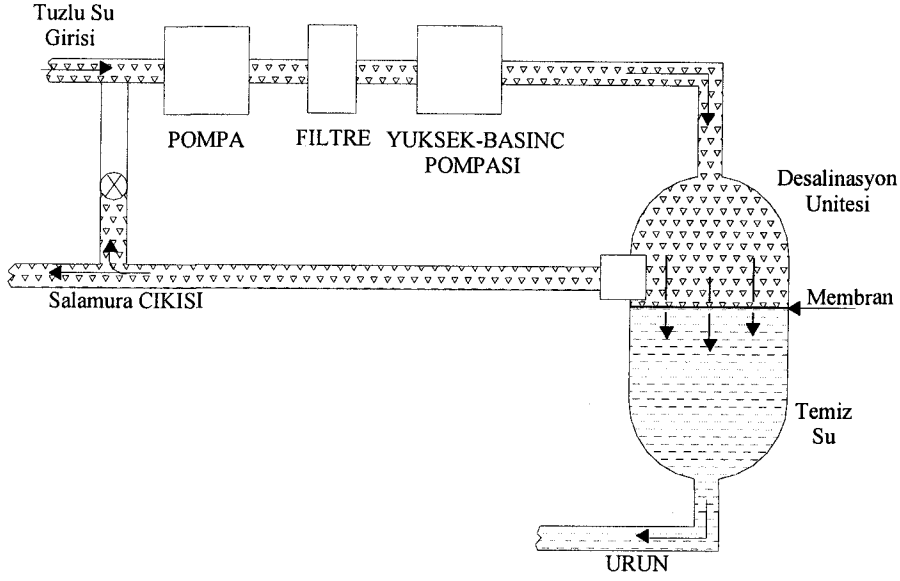 Tuzlu Su
Girisi
POMPA
FILTRE
YUKSEK-BASINC
POMPASI
Desalinasyon
Unitesi
Salamura CIKISI
Membran
Temiz
Su
URUN